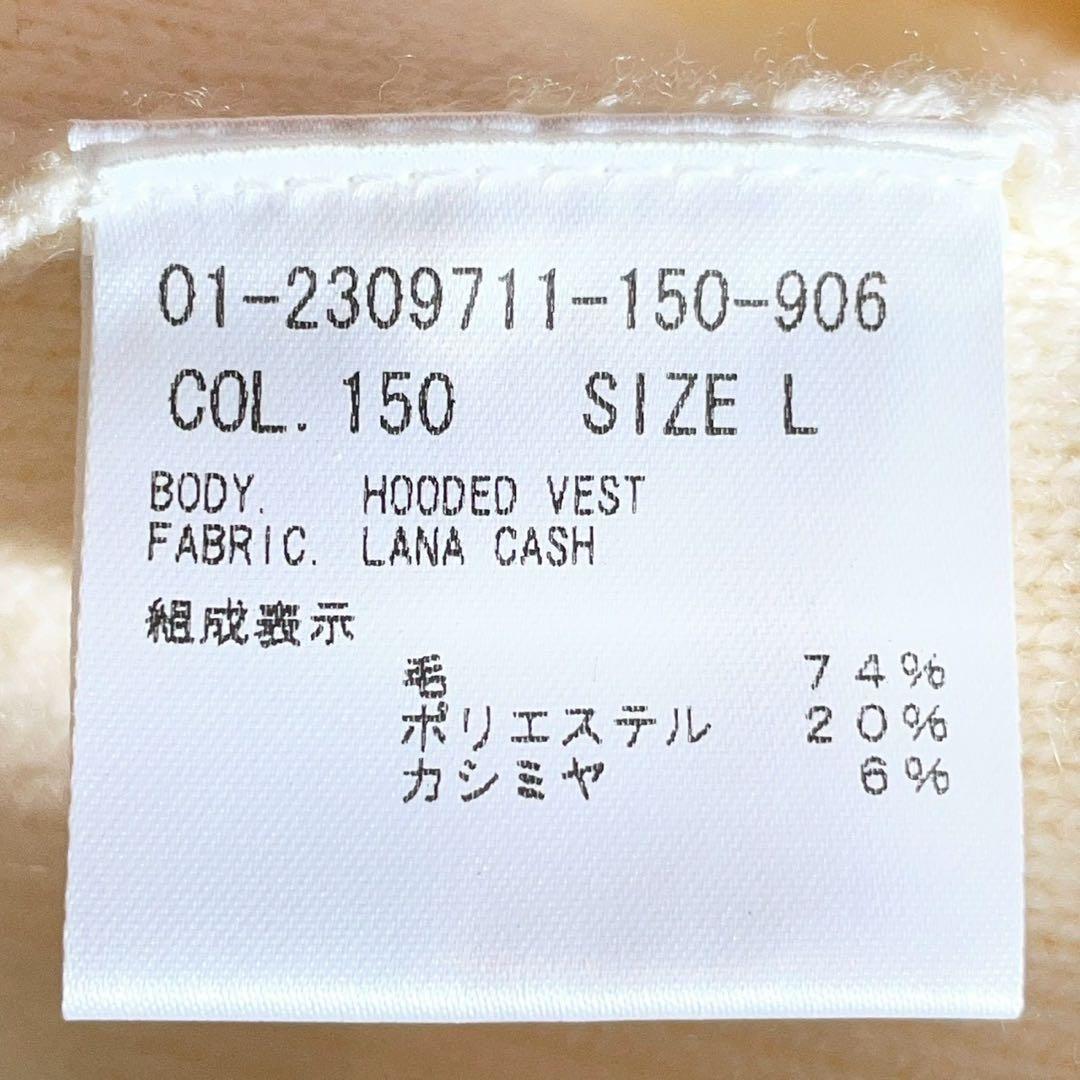 01-2309711-150-906
COL. 150 SIZE L
BODY. HOODED VEST
FABRIC. LANA CASH
組成表示
毛 74%
ポリエステル 20%
カシミヤ 6%